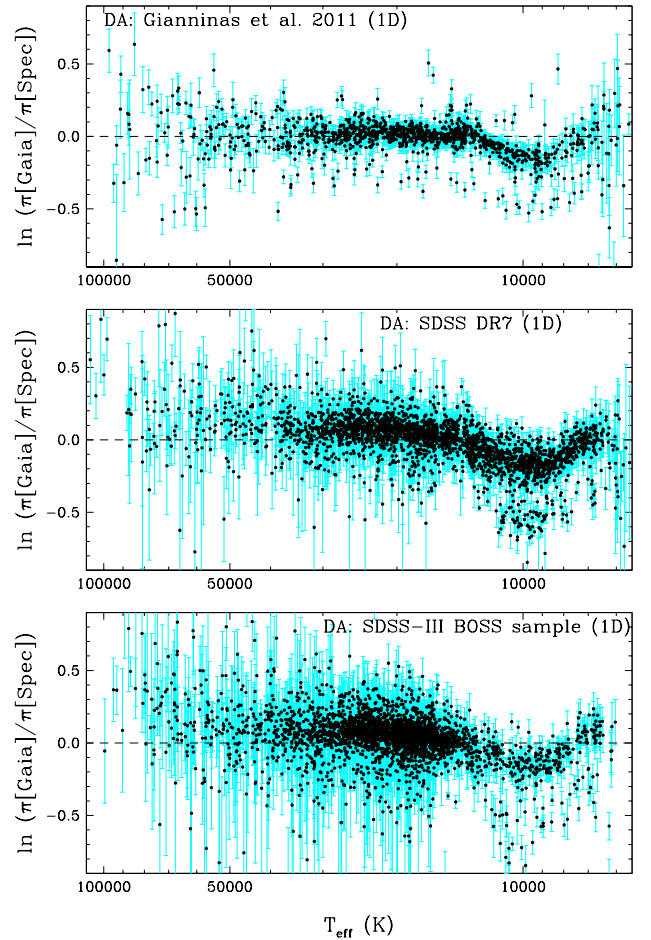 DA: Gianninas et al. 2011 (1D)
ln (π[Gaia]/π[Spec])
0.5
0.0
−0.5
100000
50000
10000
DA: SDSS DR7 (1D)
ln (π[Gaia]/π[Spec])
0.5
0.0
−0.5
100000
50000
10000
DA: SDSS−III BOSS sample (1D)
ln (π[Gaia]/π[Spec])
0.5
0.0
−0.5
100000
50000
10000
T_eff (K)